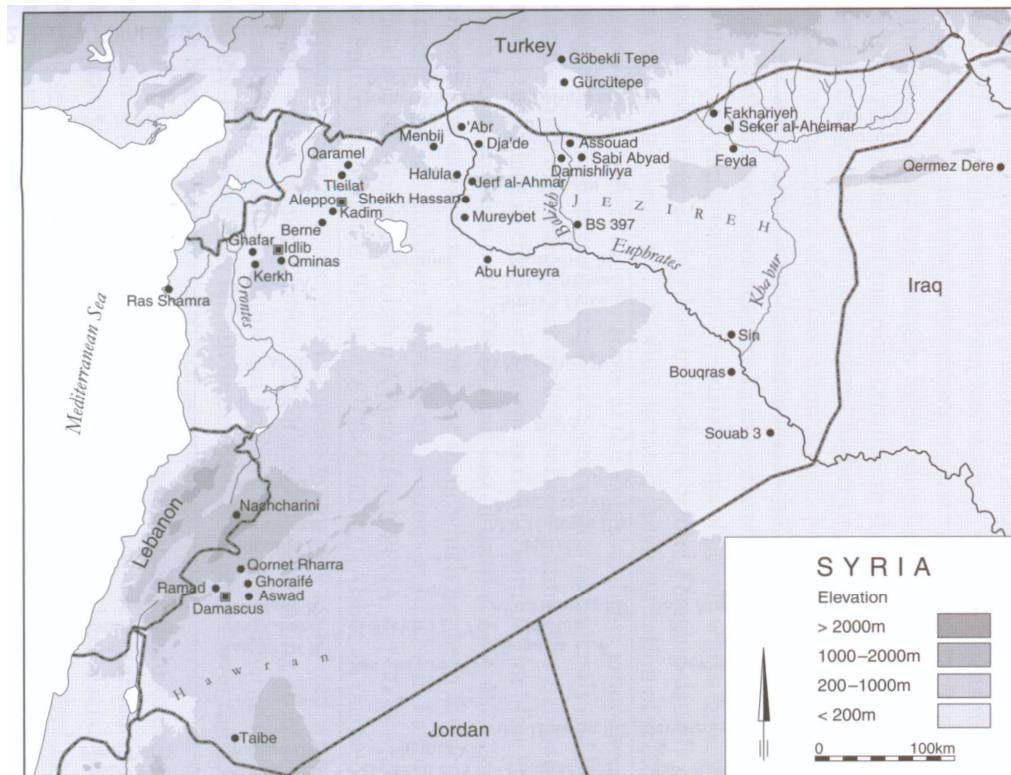 Turkey
Göbekli Tepe
Gürcütepe
Fakhariyeh
Seker al-Aheimar
Feyda
'Abr
Menbij
Dja'de
Assouad
Sabi Abyad
Damishliyya
Qermez Dere
Qaramel
Tleilat
Halula
Jerf al-Ahmar
Aleppo
Sheikh Hassan
Kadim
Mureybet
Berne
Balikh
JEZIREH
BS 397
Ghafar
Idlib
Qminas
Kerkh
Abu Hureyra
Euphrates
Khabur
Ras Shamra
Orontes
Iraq
Mediterranean Sea
Sin
Bouqras
Souab 3
Nachcharini
Lebanon
Qornet Rharra
Ghoraifé
Ramad
Aswad
Damascus
Hawran
Taibe
Jordan
SYRIA
Elevation
> 2000m
1000–2000m
200–1000m
< 200m
0 100km